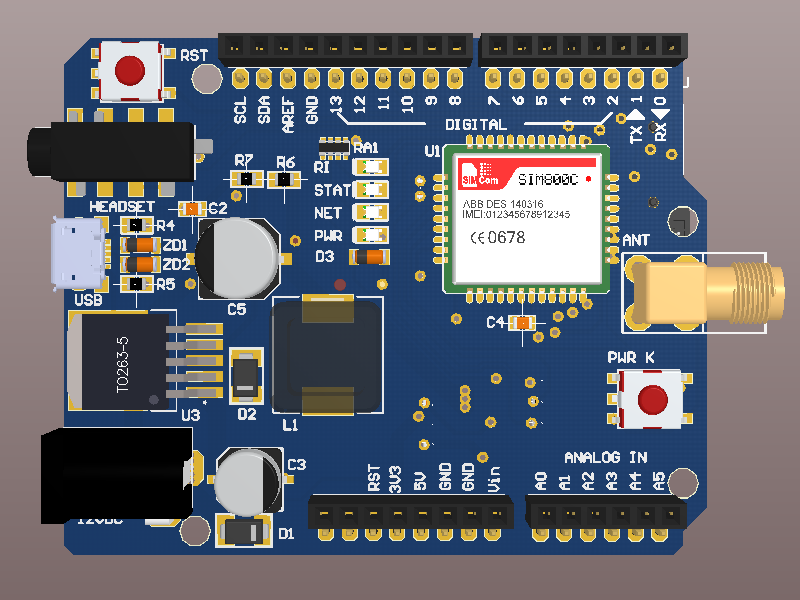 RST
SCL SDA AREF GND 13 12 11 10 9 8
7 6 5 4 3 2 1 0
TX RX
DIGITAL
RA1
U1
R7
R6
RI
STAT
NET
PWR
D3
SIM Com
SIM800C
ABB DES 140316
IMEI:012345678912345
CE0678
HEADSET
C2
R4
ZD1
ZD2
R5
USB
C5
ANT
C4
TO263-5
U3
D2
L1
PWR K
C3
D1
12VDC
RST 3V3 5V GND GND Vin
ANALOG IN
A0 A1 A2 A3 A4 A5